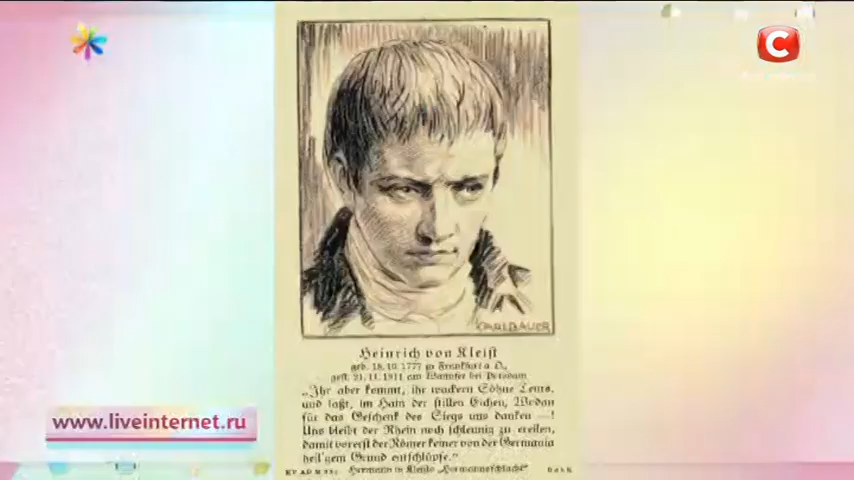 C
KARL BAUER
Heinrich von Kleist
geb. 18.10.1777 zu Frankfurt a. O.,
gest. 21.11.1811 am Wannsee bei Potsdam
„Ihr aber kommt, ihr wackern Söhne Teuts,
und laßt, im Hain der stillen Eichen, Wodan
für das Geschenk des Siegs uns danken —!
Uns bleibt der Rhein noch schleunig zu ereilen,
damit vorerst der Römer keiner von der Germania
heil'gem Grund entschlüpfe.“
Hermann in Kleists „Hermannsschlacht“
www.liveinternet.ru